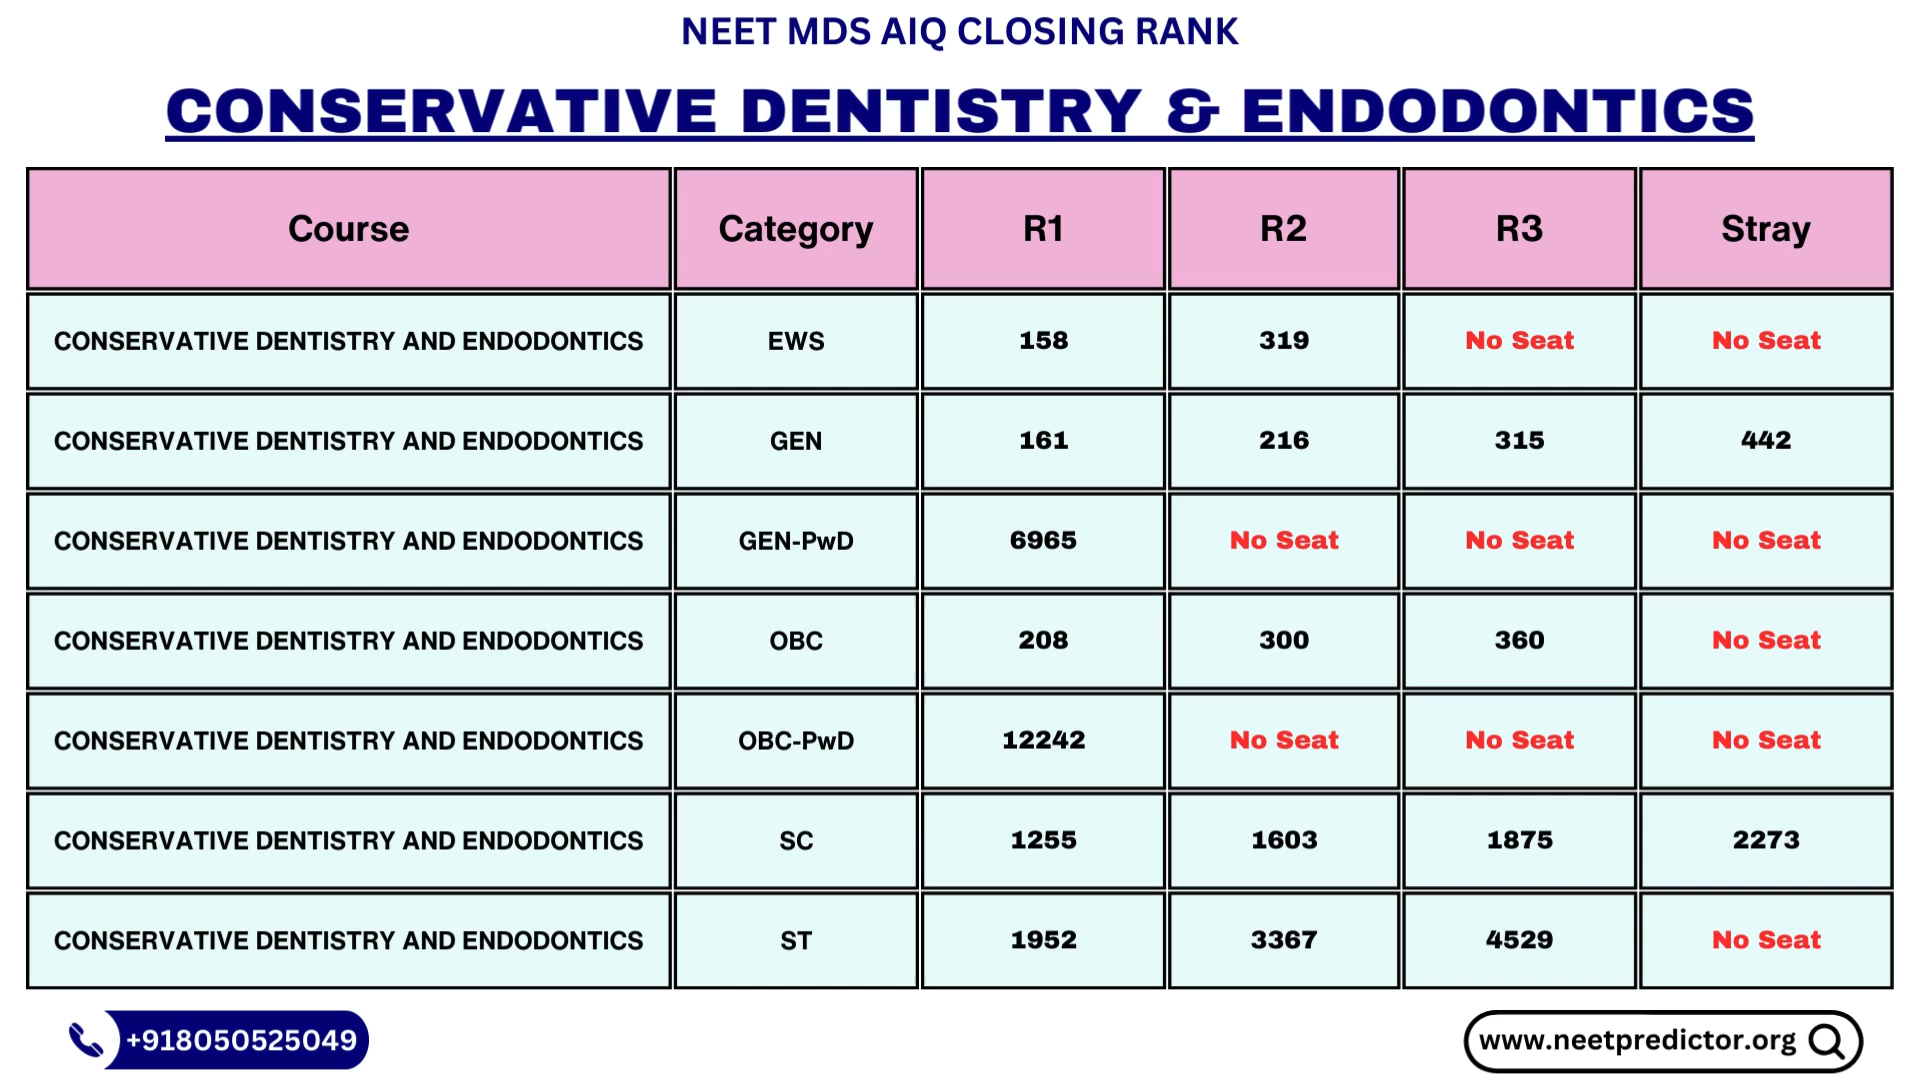 NEET MDS AIQ CLOSING RANK
CONSERVATIVE DENTISTRY & ENDODONTICS
Course Category R1 R2 R3 Stray
CONSERVATIVE DENTISTRY AND ENDODONTICS EWS 158 319 No Seat No Seat
CONSERVATIVE DENTISTRY AND ENDODONTICS GEN 161 216 315 442
CONSERVATIVE DENTISTRY AND ENDODONTICS GEN-PwD 6965 No Seat No Seat No Seat
CONSERVATIVE DENTISTRY AND ENDODONTICS OBC 208 300 360 No Seat
CONSERVATIVE DENTISTRY AND ENDODONTICS OBC-PwD 12242 No Seat No Seat No Seat
CONSERVATIVE DENTISTRY AND ENDODONTICS SC 1255 1603 1875 2273
CONSERVATIVE DENTISTRY AND ENDODONTICS ST 1952 3367 4529 No Seat
+918050525049 www.neetpredictor.org